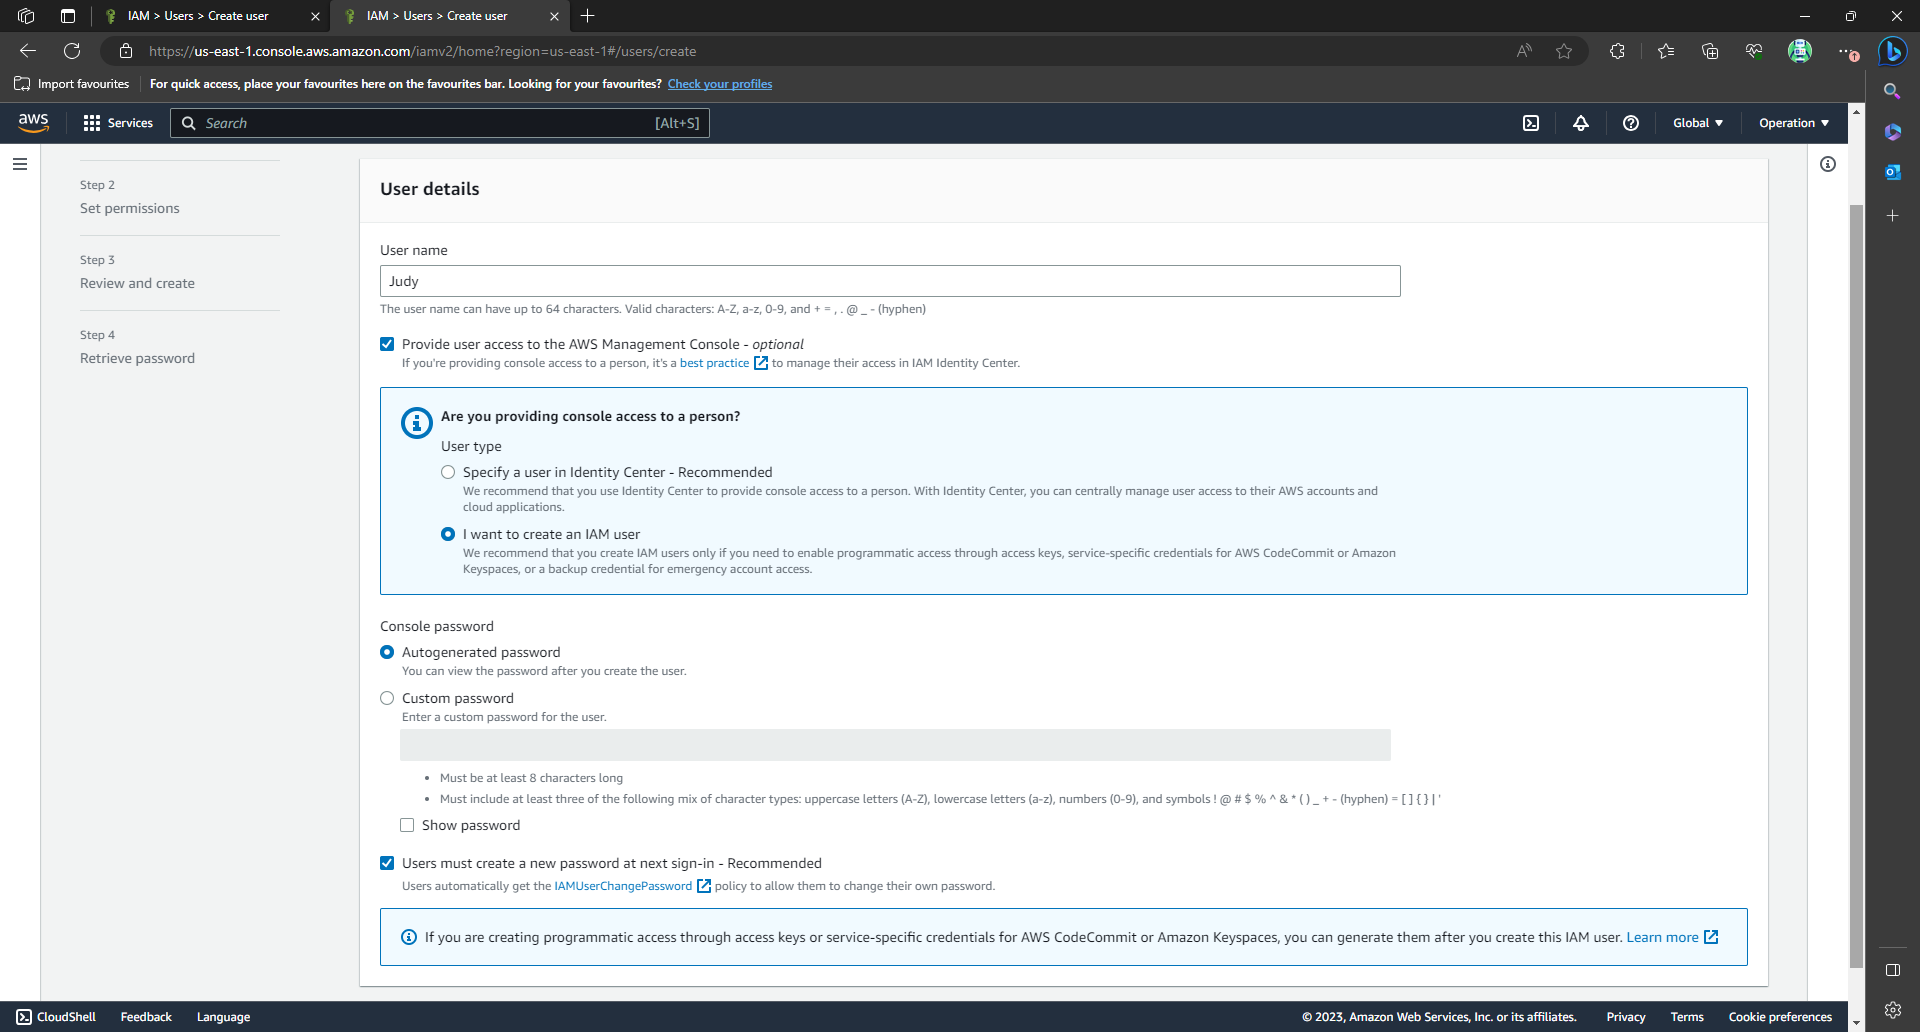 IAM > Users > Create user
IAM > Users > Create user
https://us-east-1.console.aws.amazon.com/iamv2/home?region=us-east-1#/users/create
Import favourites
For quick access, place your favourites here on the favourites bar. Looking for your favourites? Check your profiles
aws
Services
Search
[Alt+S]
Global
Operation
Step 2
Set permissions
Step 3
Review and create
Step 4
Retrieve password
User details
User name
Judy
The user name can have up to 64 characters. Valid characters: A-Z, a-z, 0-9, and + = , . @ _ - (hyphen)
Provide user access to the AWS Management Console - optional
If you're providing console access to a person, it's a best practice to manage their access in IAM Identity Center.
Are you providing console access to a person?
User type
Specify a user in Identity Center - Recommended
We recommend that you use Identity Center to provide console access to a person. With Identity Center, you can centrally manage user access to their AWS accounts and
cloud applications.
I want to create an IAM user
We recommend that you create IAM users only if you need to enable programmatic access through access keys, service-specific credentials for AWS CodeCommit or Amazon
Keyspaces, or a backup credential for emergency account access.
Console password
Autogenerated password
You can view the password after you create the user.
Custom password
Enter a custom password for the user.
• Must be at least 8 characters long
• Must include at least three of the following mix of character types: uppercase letters (A-Z), lowercase letters (a-z), numbers (0-9), and symbols ! @ # $ % ^ & * ( ) _ + - (hyphen) = [ ] { } | '
Show password
Users must create a new password at next sign-in - Recommended
Users automatically get the IAMUserChangePassword policy to allow them to change their own password.
If you are creating programmatic access through access keys or service-specific credentials for AWS CodeCommit or Amazon Keyspaces, you can generate them after you create this IAM user. Learn more
CloudShell
Feedback
Language
© 2023, Amazon Web Services, Inc. or its affiliates.
Privacy
Terms
Cookie preferences